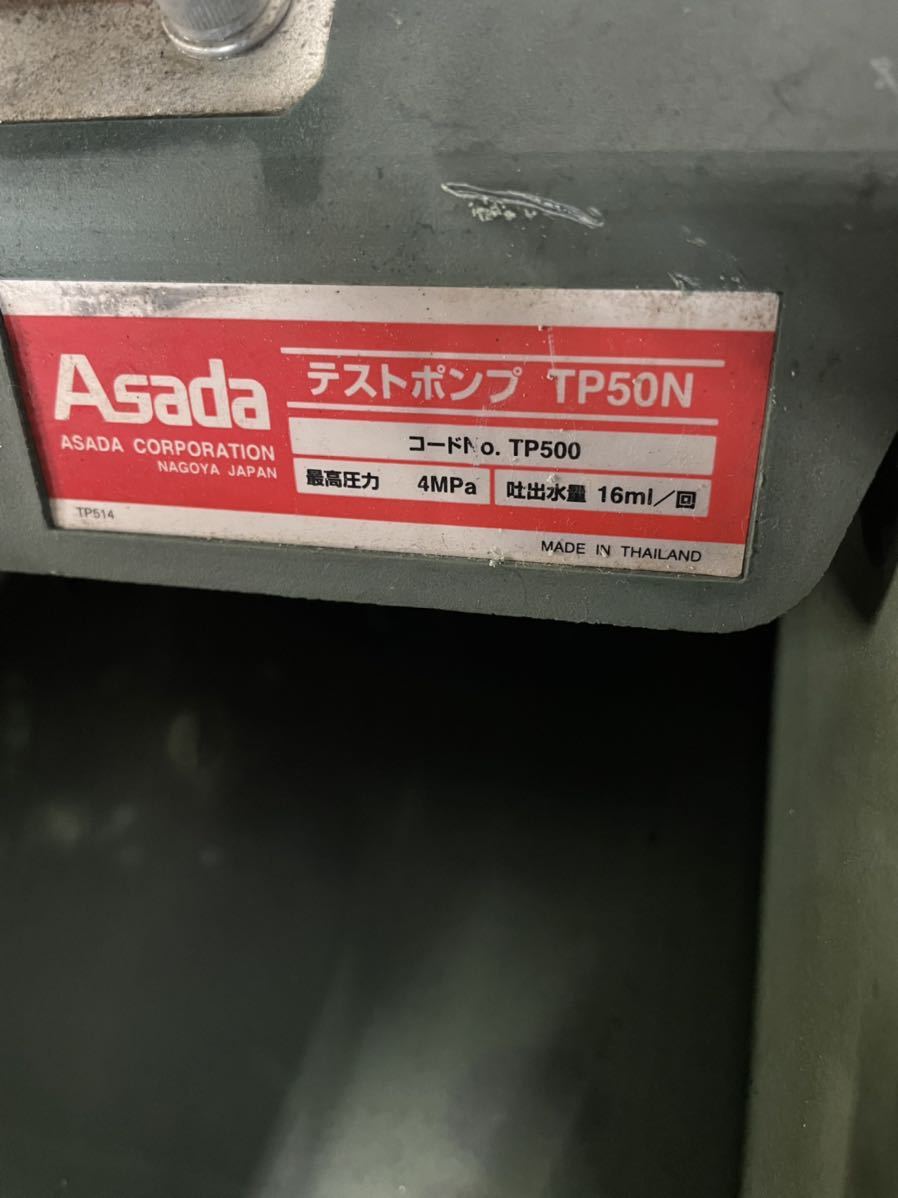 Asada
ASADA CORPORATION
NAGOYA JAPAN
テストポンプ TP50N
コードNo. TP500
最高圧力 4MPa
吐出水量 16ml/回
TP514
MADE IN THAILAND